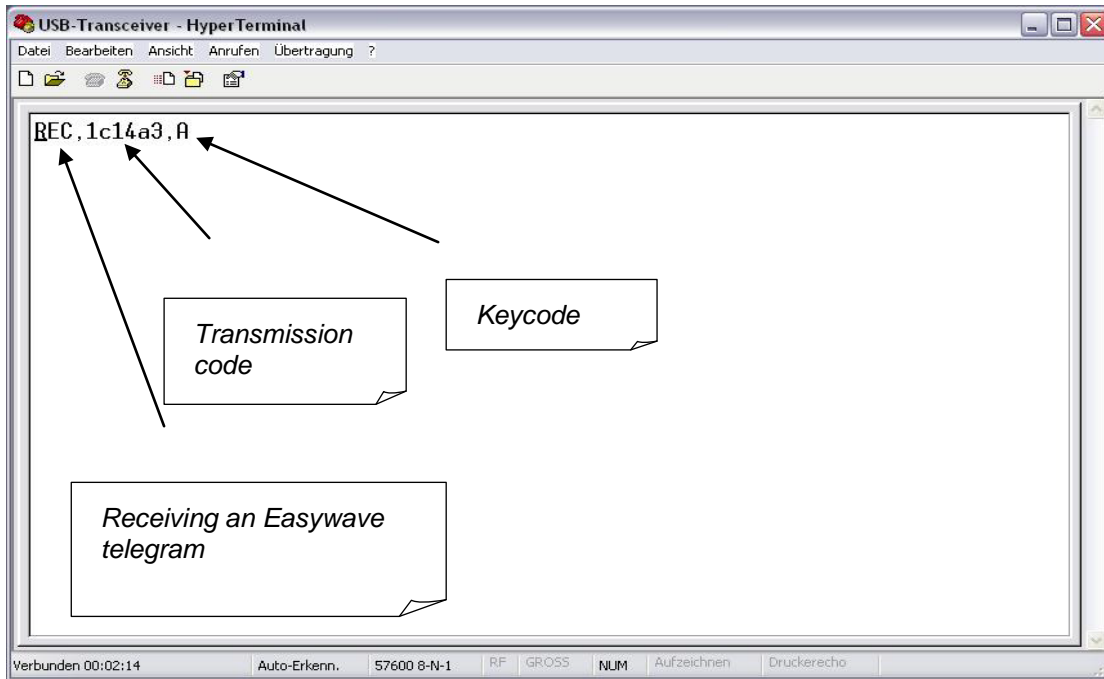 USB-Transceiver - HyperTerminal
Datei Bearbeiten Ansicht Anrufen Übertragung ?
REC,1c14a3,A
Keycode
Transmission
code
Receiving an Easywave
telegram
Verbunden 00:02:14 Auto-Erkenn. 57600 8-N-1 RF GROSS NUM Aufzeichnen Druckerecho